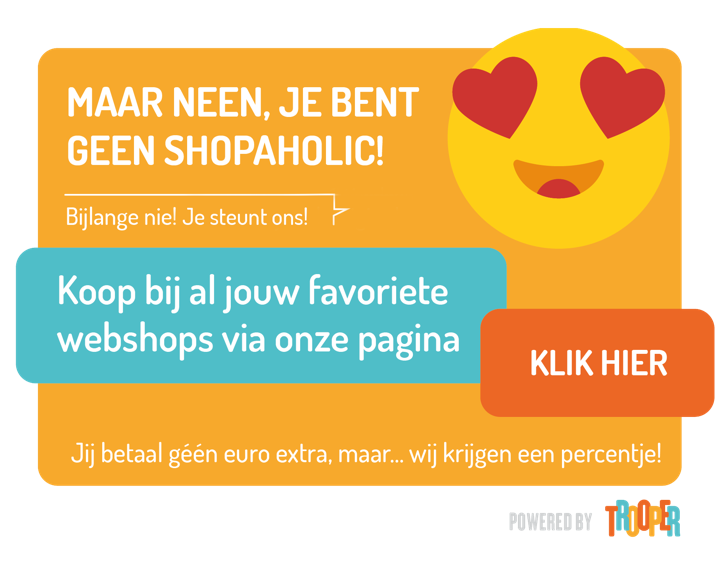 MAAR NEEN, JE BENT
GEEN SHOPAHOLIC!
Bijlange nie! Je steunt ons!
Koop bij al jouw favoriete
webshops via onze pagina
KLIK HIER
Jij betaal géén euro extra, maar... wij krijgen een percentje!
POWERED BY TROOPER